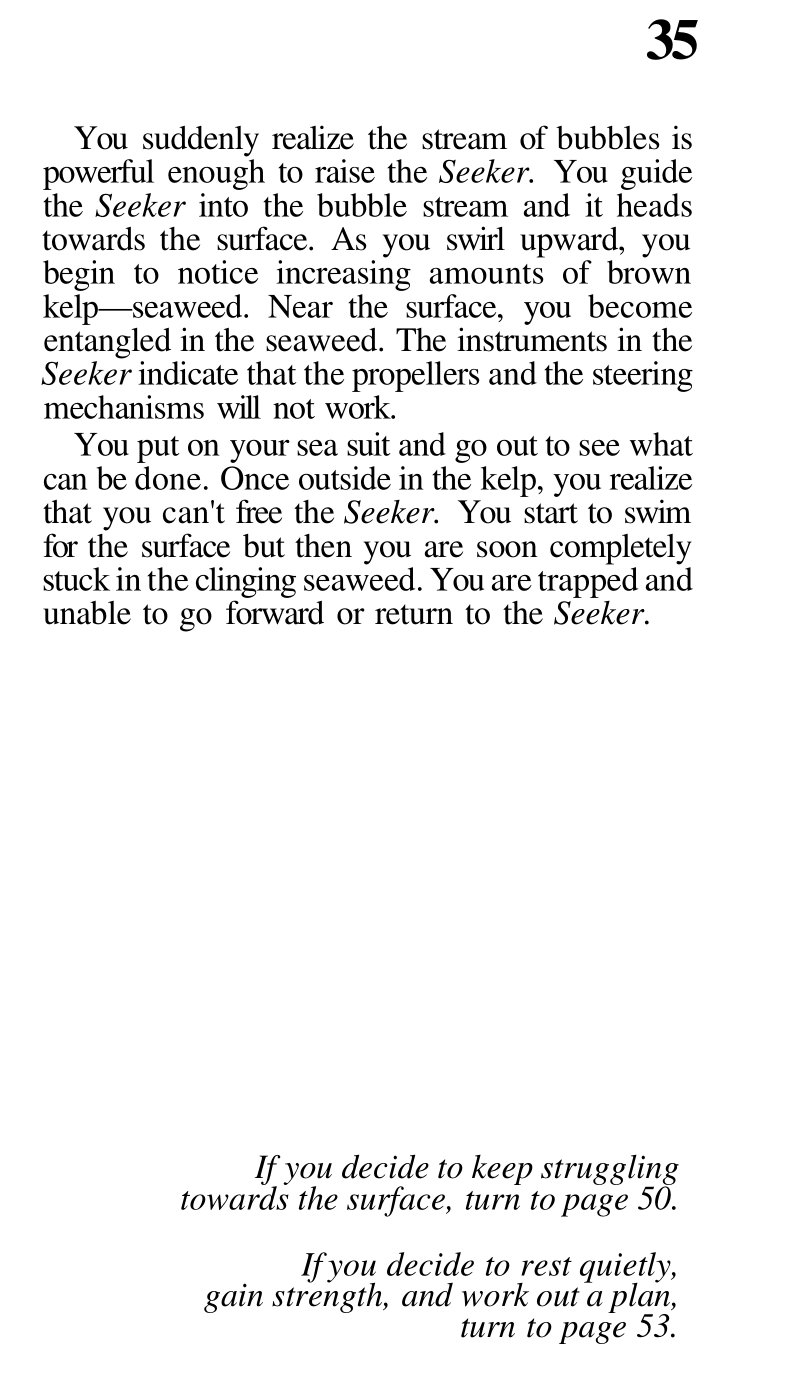 35
You suddenly realize the stream of bubbles is
powerful enough to raise the Seeker. You guide
the Seeker into the bubble stream and it heads
towards the surface. As you swirl upward, you
begin to notice increasing amounts of brown
kelp—seaweed. Near the surface, you become
entangled in the seaweed. The instruments in the
Seeker indicate that the propellers and the steering
mechanisms will not work.
You put on your sea suit and go out to see what
can be done. Once outside in the kelp, you realize
that you can't free the Seeker. You start to swim
for the surface but then you are soon completely
stuck in the clinging seaweed. You are trapped and
unable to go forward or return to the Seeker.
If you decide to keep struggling
towards the surface, turn to page 50.
If you decide to rest quietly,
gain strength, and work out a plan,
turn to page 53.